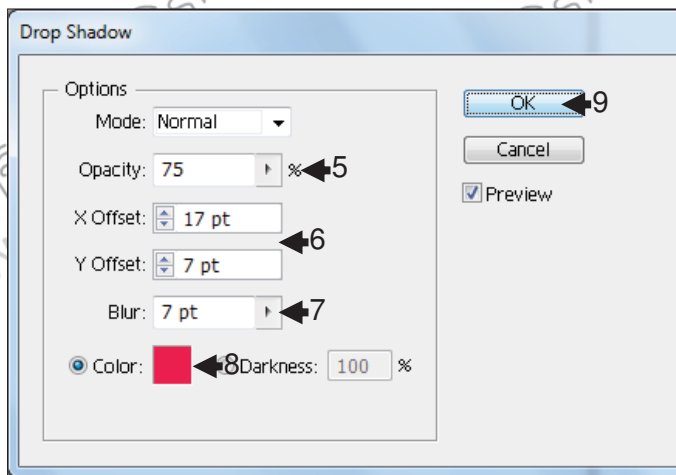 Drop Shadow
Options
Mode: Normal
Opacity: 75 % 5
X Offset: 17 pt
6
Y Offset: 7 pt
Blur: 7 pt 7
Color: 8 Darkness: 100 %
OK 9
Cancel
Preview